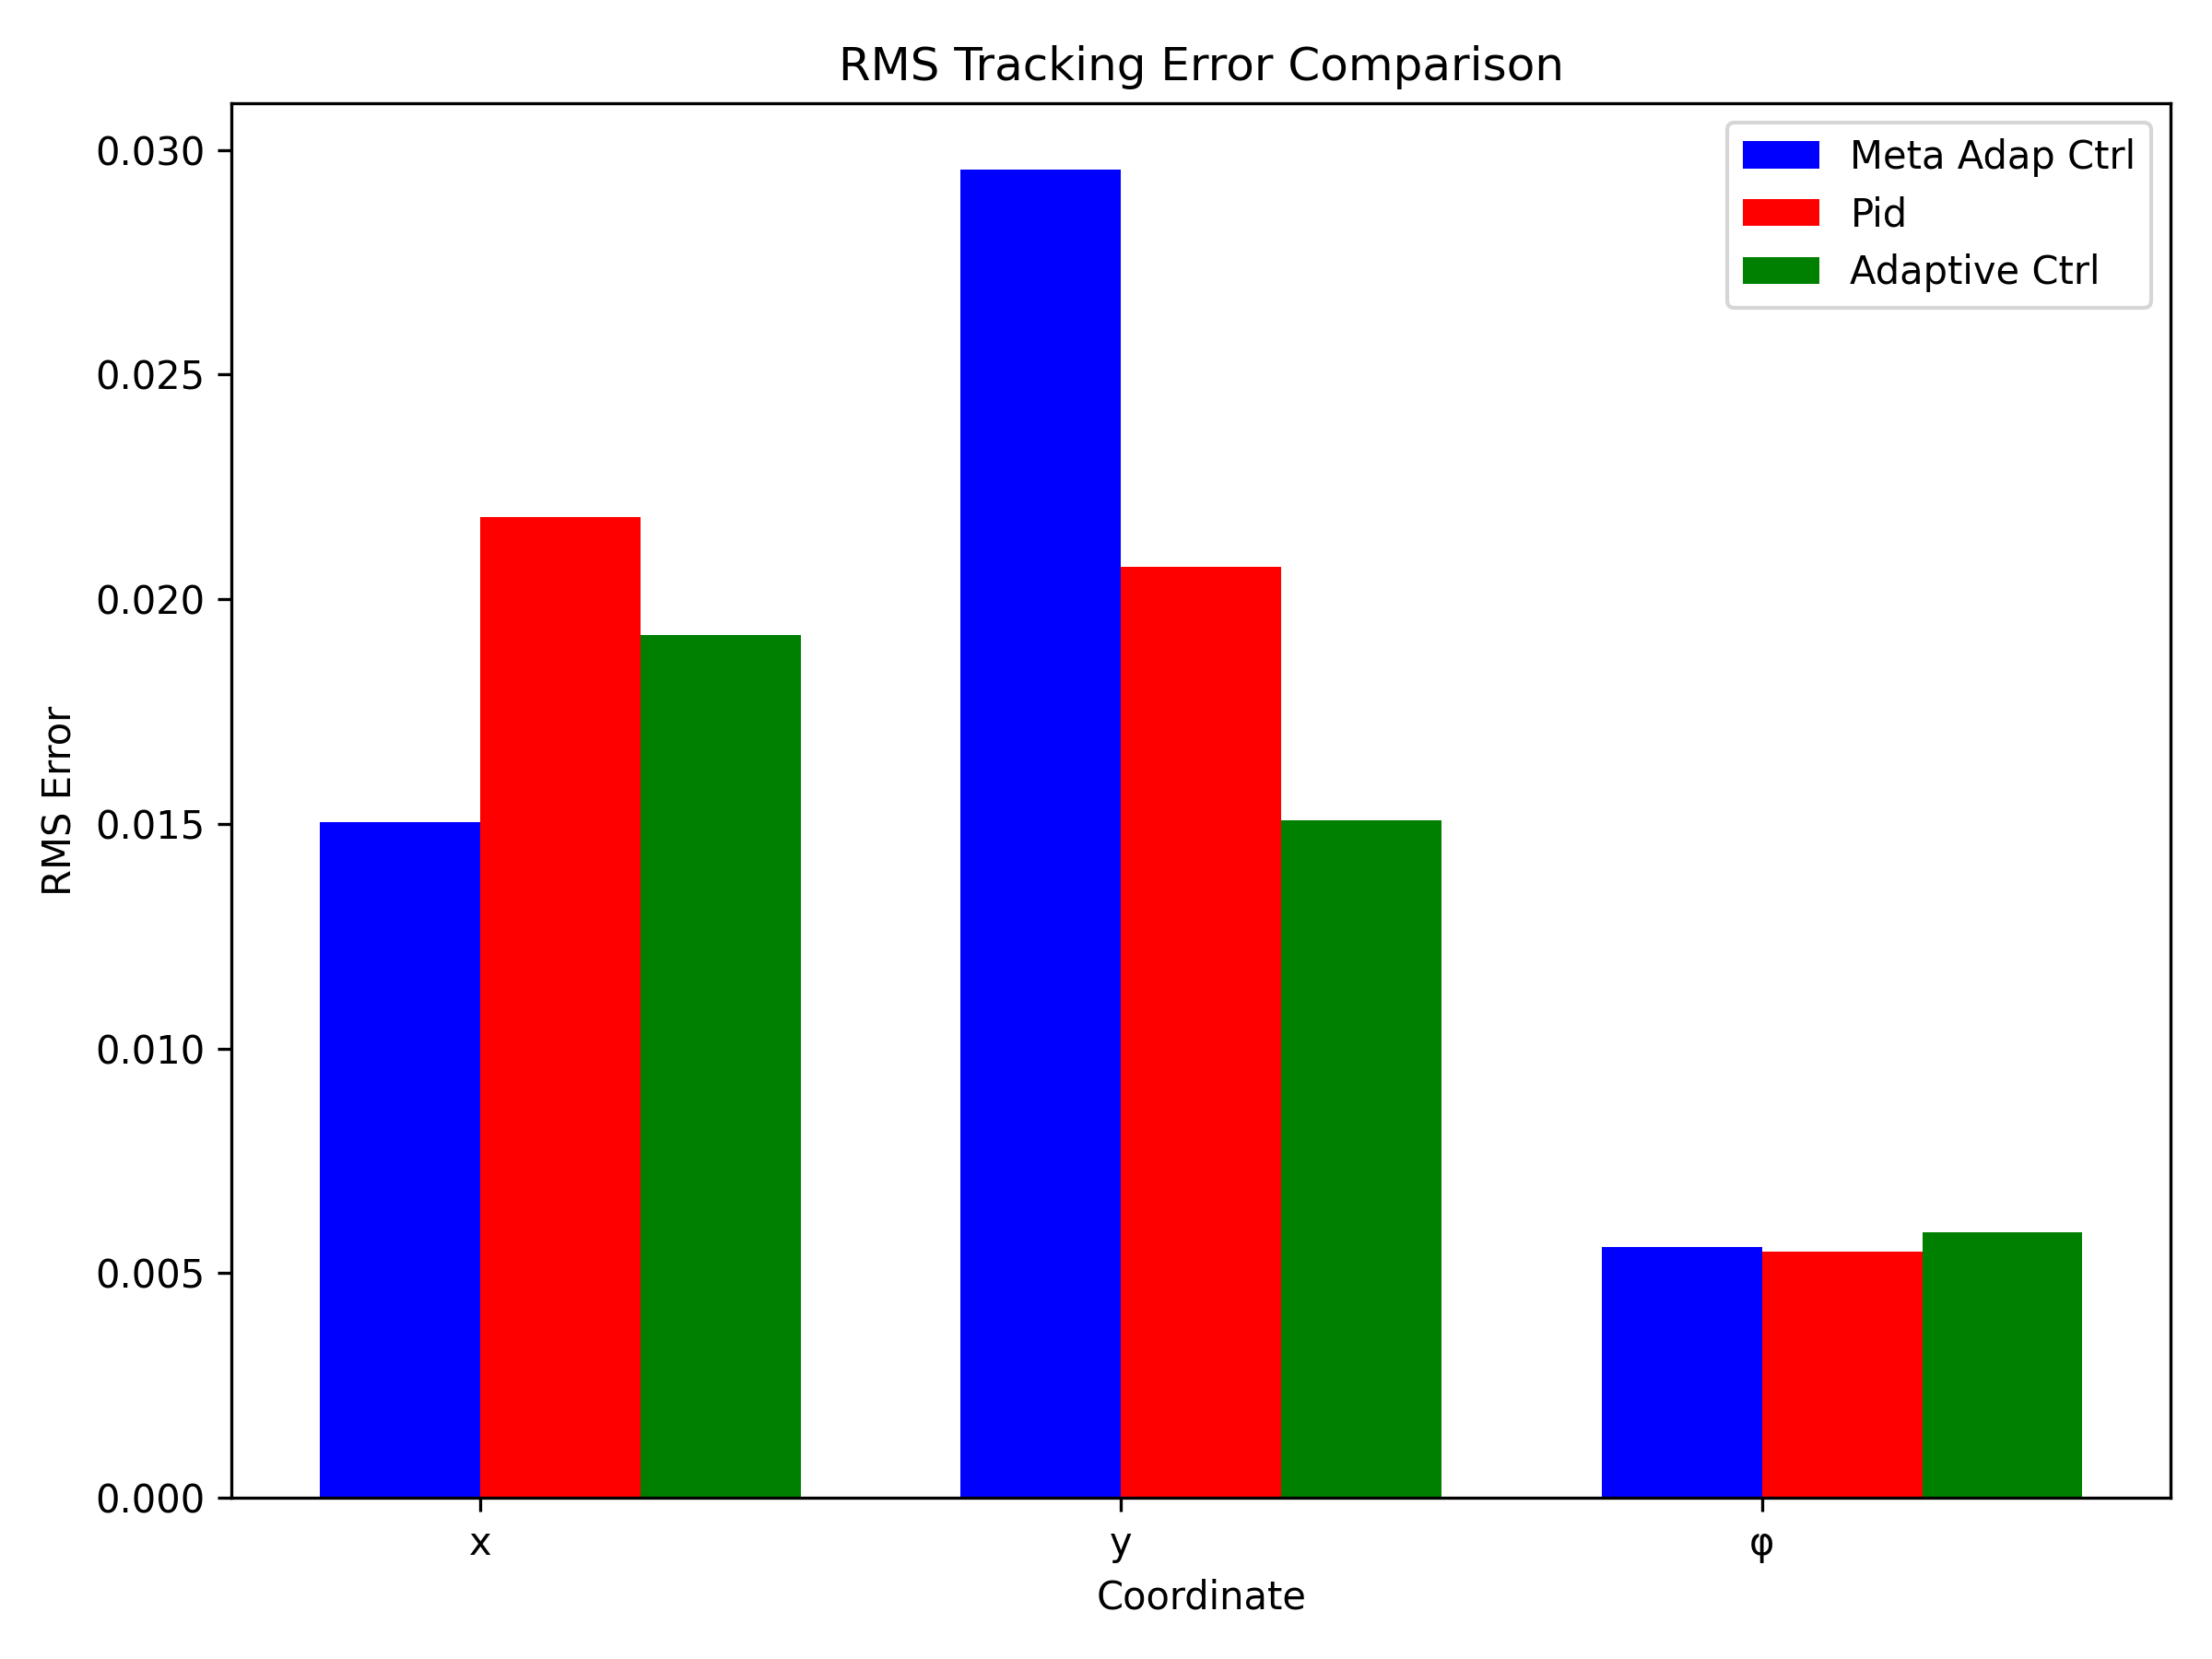 RMS Tracking Error Comparison
Meta Adap Ctrl
Pid
Adaptive Ctrl
RMS Error
0.030
0.025
0.020
0.015
0.010
0.005
0.000
x y φ
Coordinate